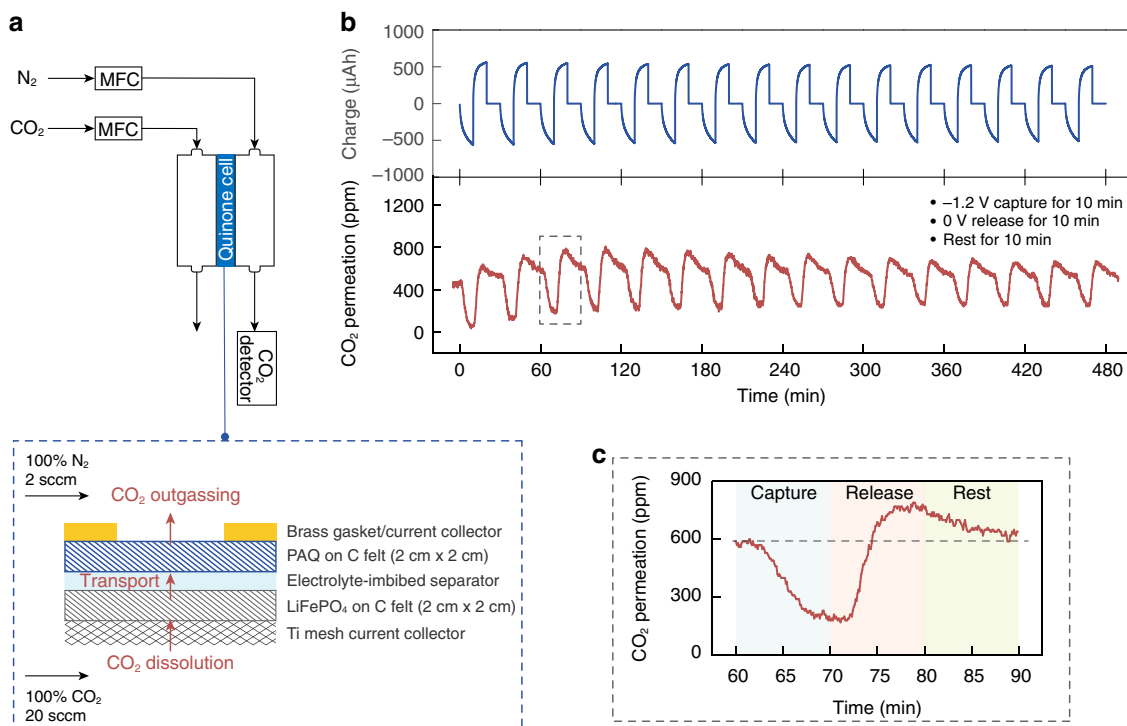 a
N₂
MFC
CO₂
MFC
Quinone cell
CO₂
detector
100% N₂
2 sccm
CO₂ outgassing
Brass gasket/current collector
PAQ on C felt (2 cm x 2 cm)
Transport
Electrolyte-imbibed separator
LiFePO₄ on C felt (2 cm x 2 cm)
Ti mesh current collector
CO₂ dissolution
100% CO₂
20 sccm
b
1000
500
0
−500
−1000
Charge (µAh)
1200
800
400
0
CO₂ permeation (ppm)
• −1.2 V capture for 10 min
• 0 V release for 10 min
• Rest for 10 min
0 60 120 180 240 300 360 420 480
Time (min)
c
900
600
300
0
CO₂ permeation (ppm)
Capture Release Rest
60 65 70 75 80 85 90
Time (min)